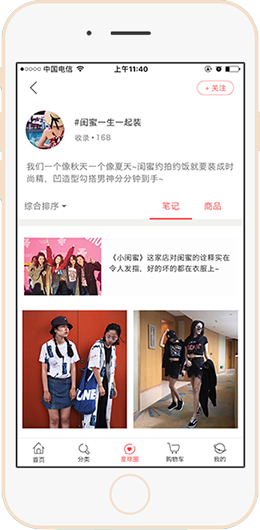 中国电信 上午11:40
+ 关注
#闺蜜一生一起装
收录 • 168
我们一个像秋天一个像夏天~闺蜜约拍约饭就要装成时
尚精，凹造型勾搭男神分分钟到手~
综合排序 笔记 商品
《小闺蜜》这家店对闺蜜的诠释实在
令人发指，好的坏的都在衣服上~
首页 分类 星球圈 购物车 我的